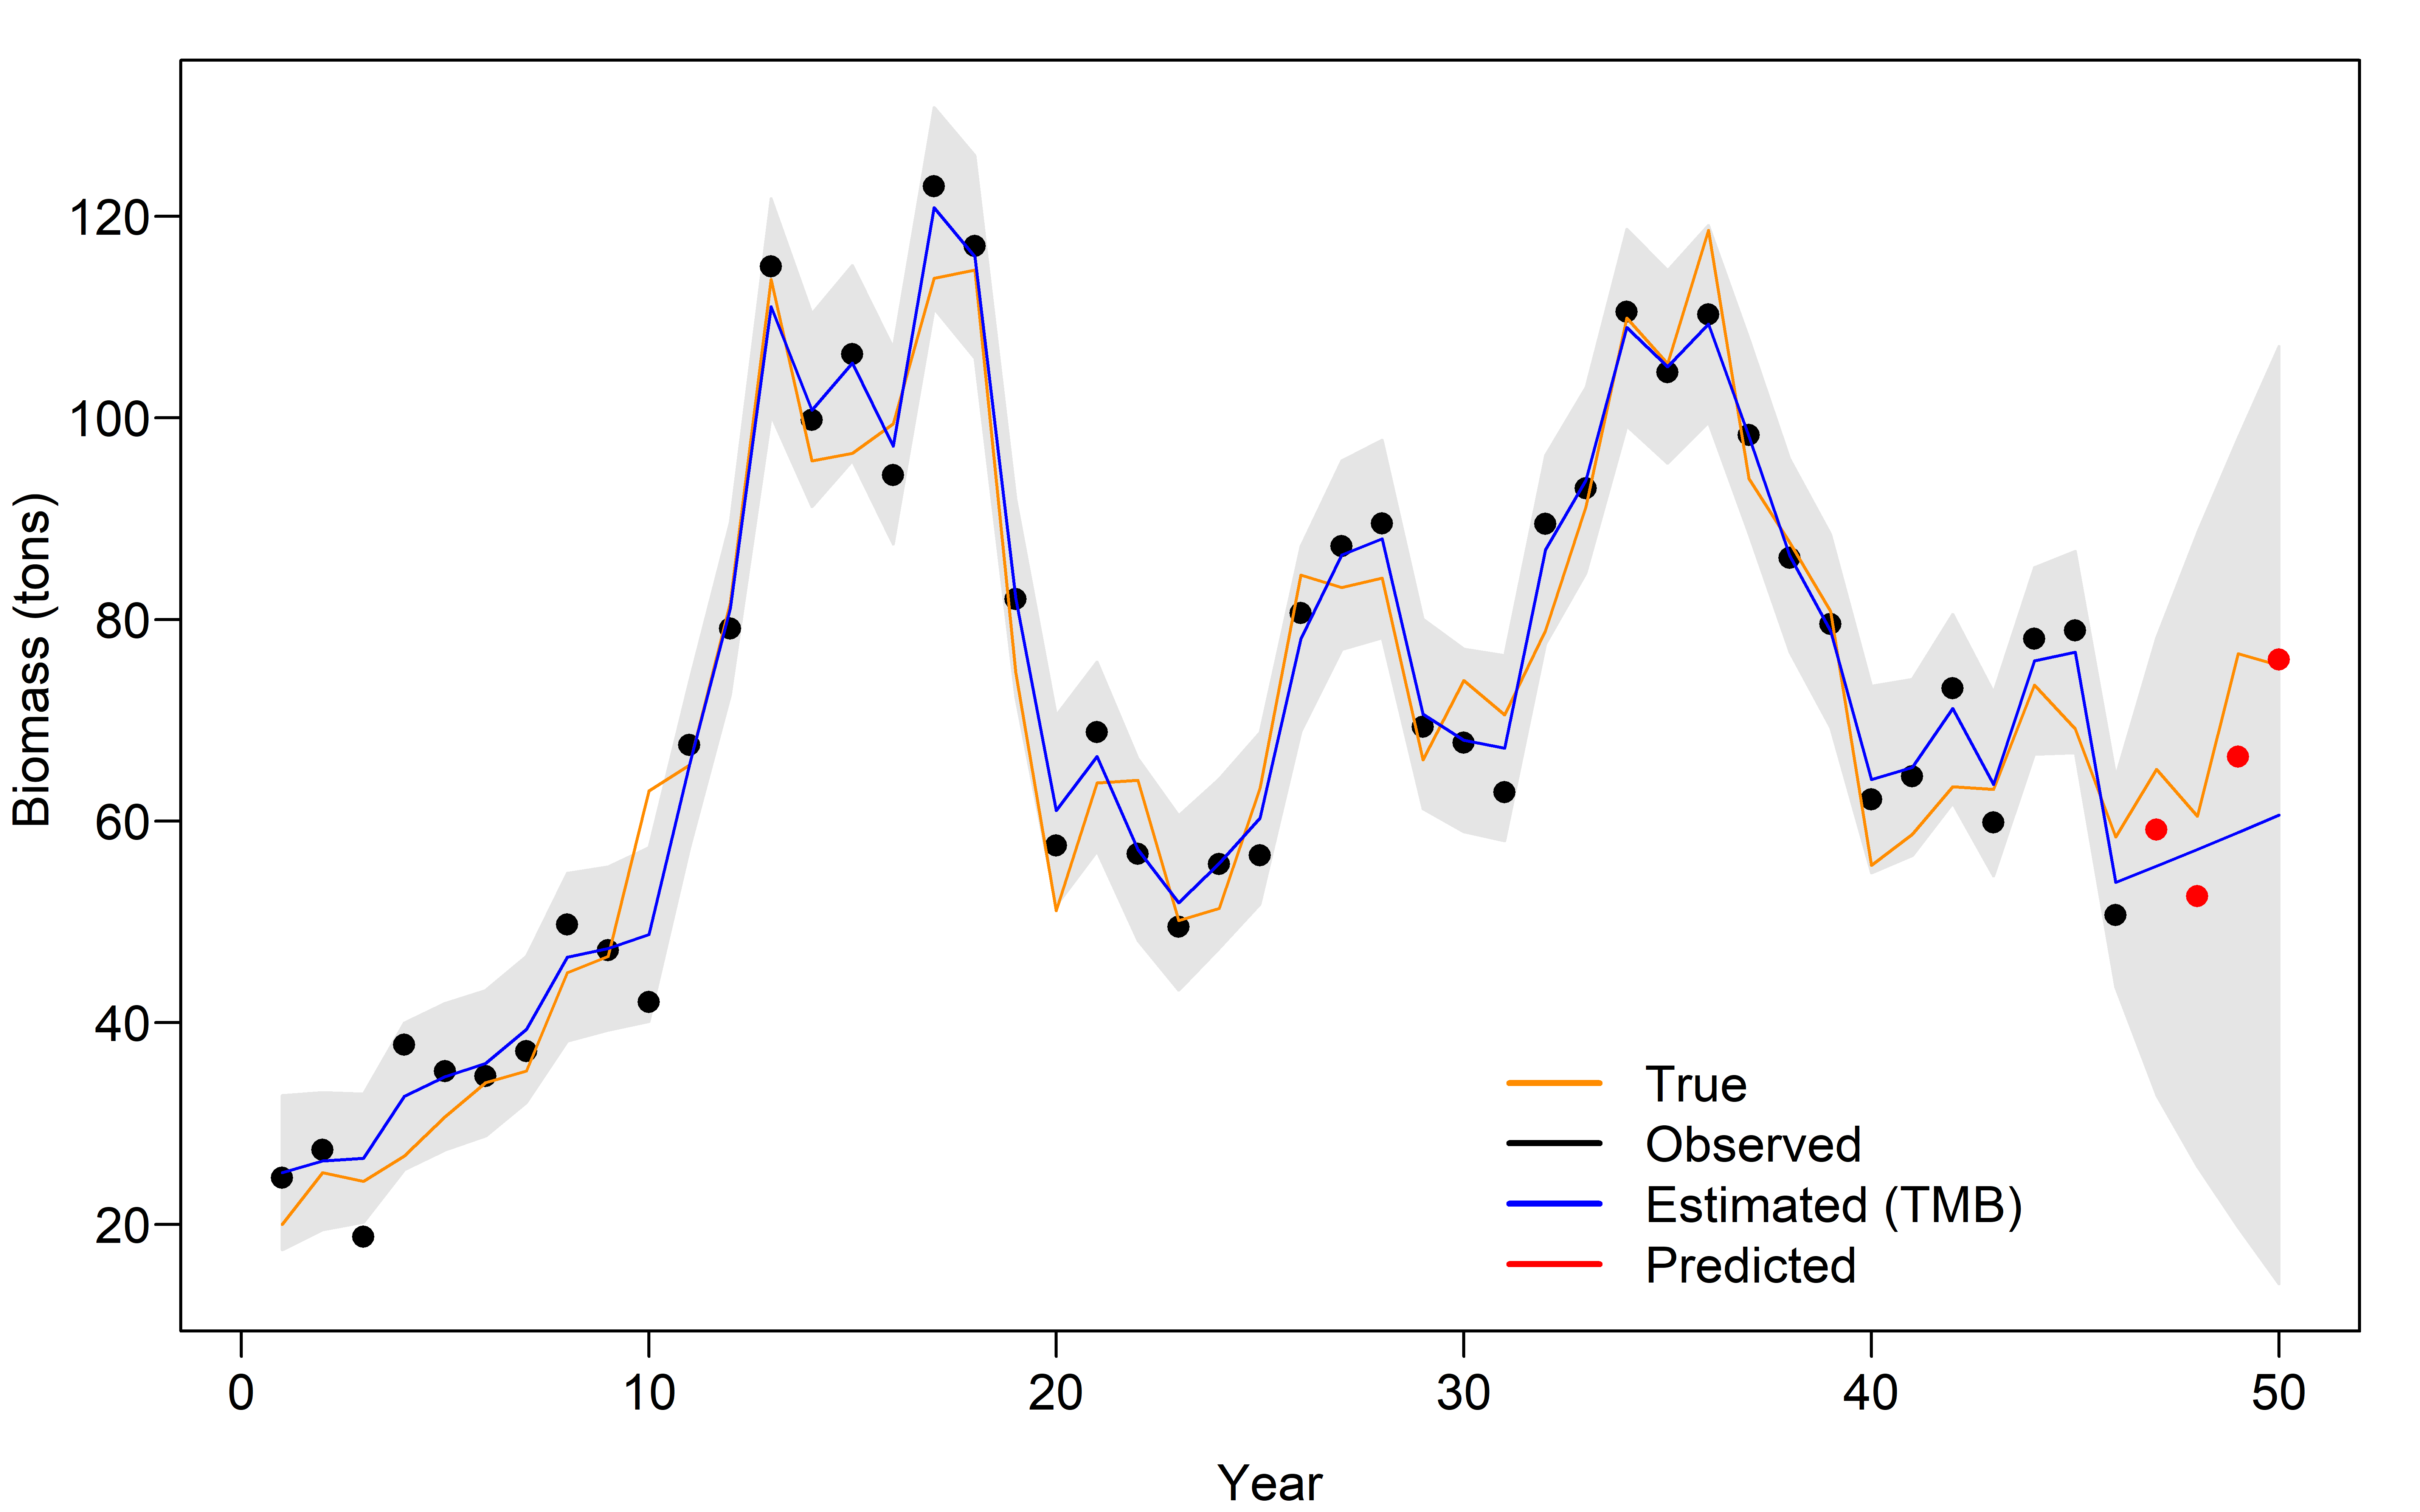 Biomass (tons)
120
100
80
60
40
20
True
Observed
Estimated (TMB)
Predicted
0 10 20 30 40 50
Year